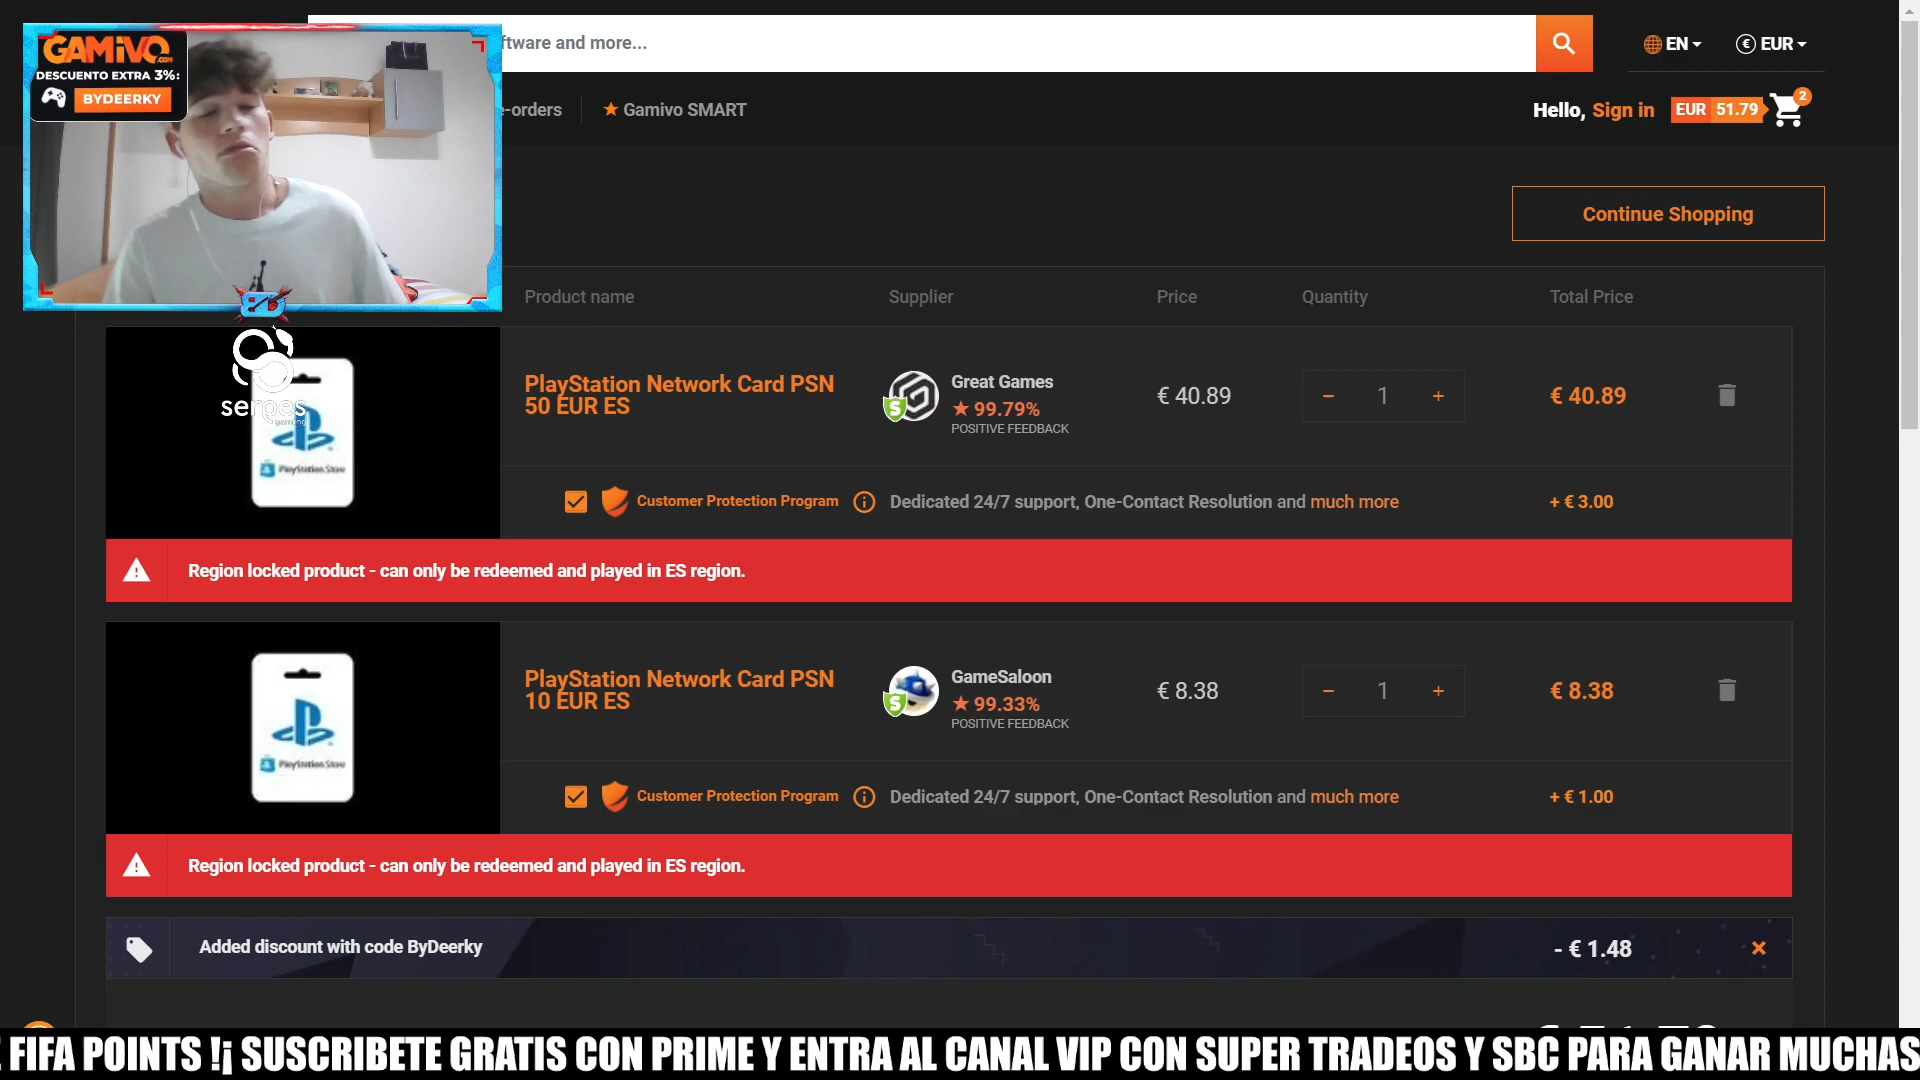 GAMIVO.COM
DESCUENTO EXTRA 3%:
BYDEERKY
ftware and more...
EN
EUR
-orders
Gamivo SMART
Hello, Sign in
EUR 51.79
2
Continue Shopping
Product name
Supplier
Price
Quantity
Total Price
serpes
gaming
PlayStation Network Card PSN
50 EUR ES
Great Games
99.79%
POSITIVE FEEDBACK
€ 40.89
− 1 +
€ 40.89
PlayStation Store
Customer Protection Program
Dedicated 24/7 support, One-Contact Resolution and much more
+ € 3.00
Region locked product - can only be redeemed and played in ES region.
PlayStation Network Card PSN
10 EUR ES
GameSaloon
99.33%
POSITIVE FEEDBACK
€ 8.38
− 1 +
€ 8.38
PlayStation Store
Customer Protection Program
Dedicated 24/7 support, One-Contact Resolution and much more
+ € 1.00
Region locked product - can only be redeemed and played in ES region.
Added discount with code ByDeerky
- € 1.48
FIFA POINTS !¡ SUSCRIBETE GRATIS CON PRIME Y ENTRA AL CANAL VIP CON SUPER TRADEOS Y SBC PARA GANAR MUCHAS